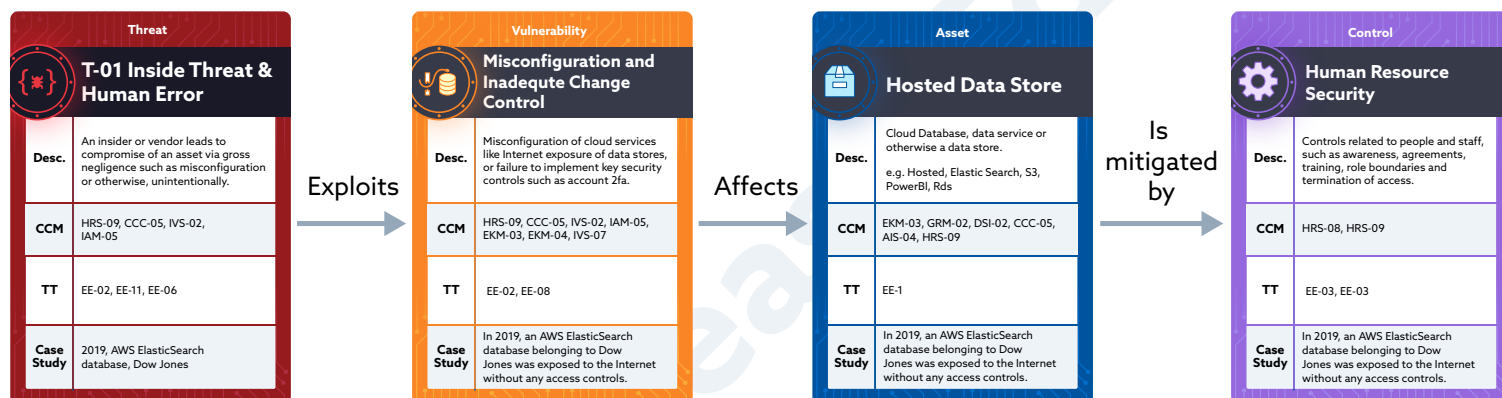 Threat
T-01 Inside Threat &
Human Error
Desc.
An insider or vendor leads to
compromise of an asset via gross
negligence such as misconfiguration
or otherwise, unintentionally.
CCM
HRS-09, CCC-05, IVS-02,
IAM-05
TT
EE-02, EE-11, EE-06
Case
Study
2019, AWS ElasticSearch
database, Dow Jones
Exploits
Vulnerability
Misconfiguration and
Inadequte Change
Control
Desc.
Misconfiguration of cloud services
like Internet exposure of data stores,
or failure to implement key security
controls such as account 2fa.
CCM
HRS-09, CCC-05, IVS-02, IAM-05,
EKM-03, EKM-04, IVS-07
TT
EE-02, EE-08
Case
Study
In 2019, an AWS ElasticSearch
database belonging to Dow
Jones was exposed to the Internet
without any access controls.
Affects
Asset
Hosted Data Store
Desc.
Cloud Database, data service or
otherwise a data store.
e.g. Hosted, Elastic Search, S3,
PowerBI, Rds
CCM
EKM-03, GRM-02, DSI-02, CCC-05,
AIS-04, HRS-09
TT
EE-1
Case
Study
In 2019, an AWS ElasticSearch
database belonging to Dow
Jones was exposed to the Internet
without any access controls.
Is
mitigated
by
Control
Human Resource
Security
Desc.
Controls related to people and staff,
such as awareness, agreements,
training, role boundaries and
termination of access.
CCM
HRS-08, HRS-09
TT
EE-03, EE-03
Case
Study
In 2019, an AWS ElasticSearch
database belonging to Dow
Jones was exposed to the Internet
without any access controls.